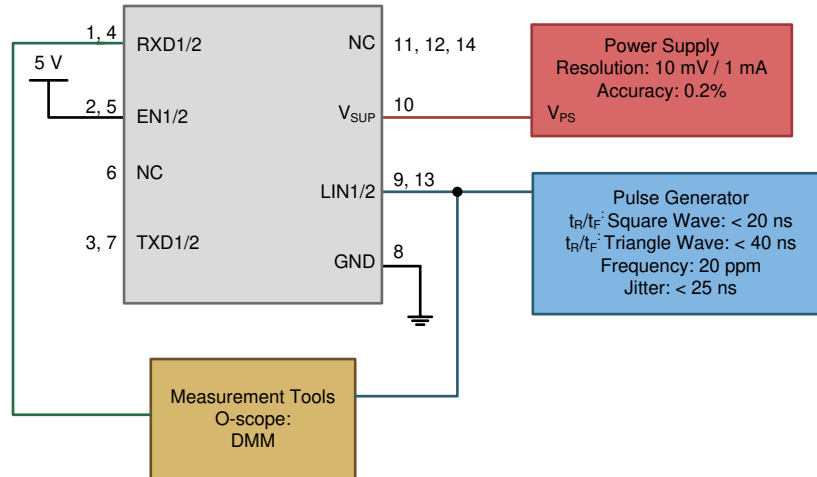 1, 4
RXD1/2
NC
11, 12, 14
5 V
2, 5
EN1/2
VSUP
10
6
NC
LIN1/2
9, 13
3, 7
TXD1/2
GND
8
Power Supply
Resolution: 10 mV / 1 mA
Accuracy: 0.2%
VPS
Pulse Generator
tR/tF: Square Wave: < 20 ns
tR/tF: Triangle Wave: < 40 ns
Frequency: 20 ppm
Jitter: < 25 ns
Measurement Tools
O-scope:
DMM